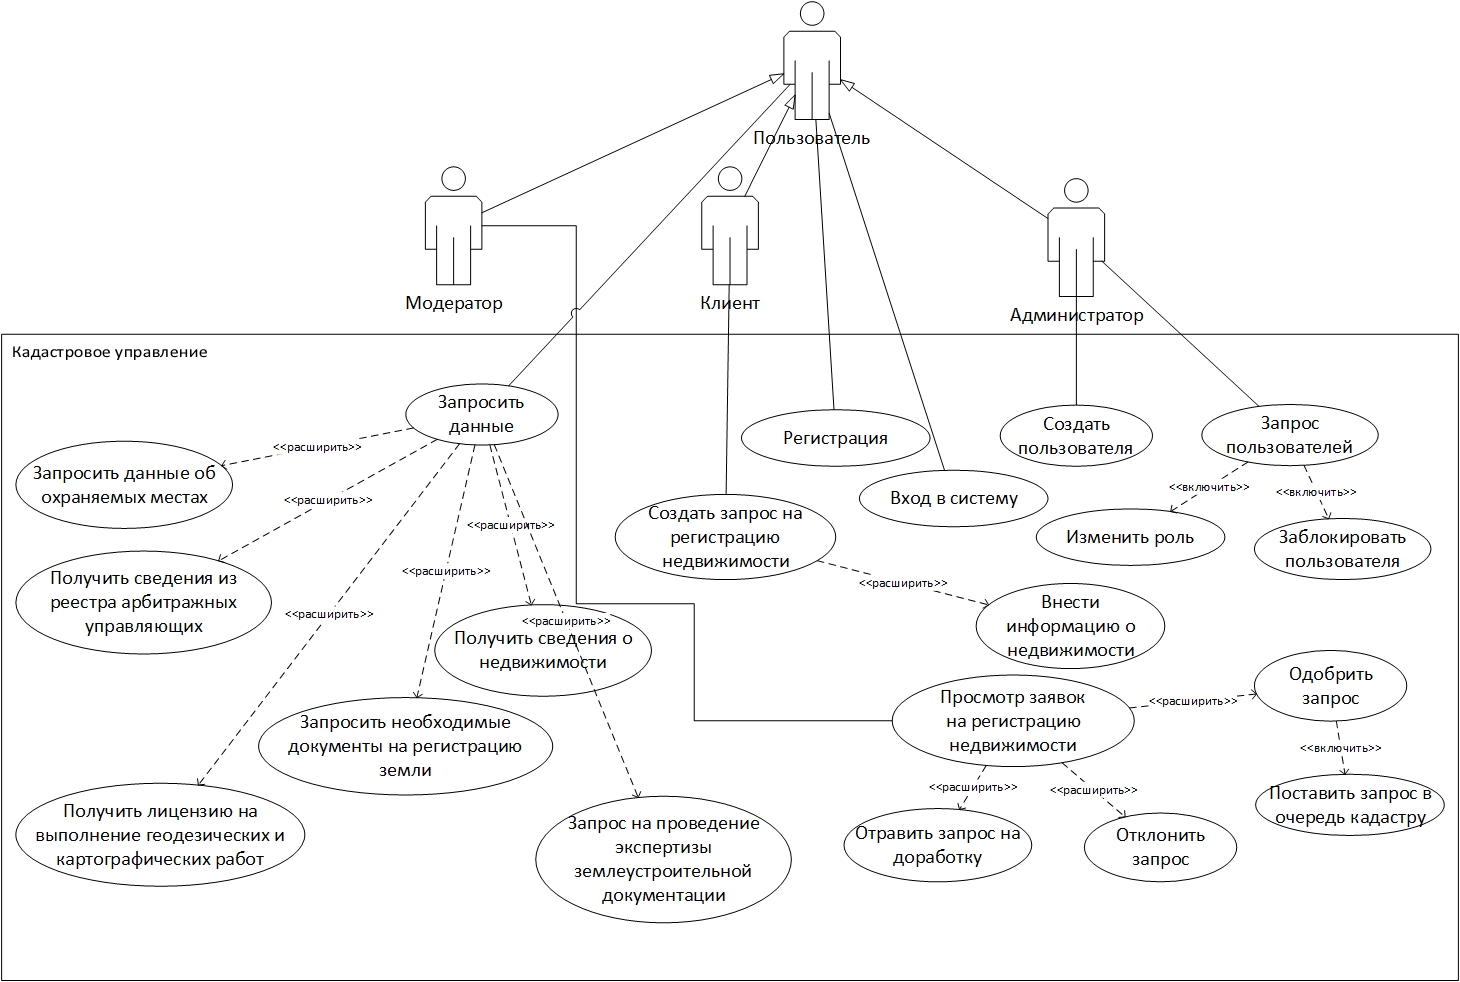 Пользователь
Модератор
Клиент
Администратор
Кадастровое управление
Запросить
данные
Регистрация
Создать
пользователя
Запрос
пользователей
<<расширить>>
Запросить данные об
охраняемых местах
<<расширить>>
Вход в систему
<<включить>>
<<включить>>
Создать запрос на
регистрацию
недвижимости
<<расширить>>
Изменить роль
Заблокировать
пользователя
Получить сведения из
реестра арбитражных
управляющих
<<расширить>>
<<расширить>>
Внести
информацию о
недвижимости
<<расширить>>
<<расширить>>
Получить сведения о
недвижимости
Одобрить
запрос
Просмотр заявок
на регистрацию
недвижимости
<<расширить>>
Запросить необходимые
документы на регистрацию
земли
<<включить>>
<<расширить>>
<<расширить>>
Поставить запрос в
очередь кадастру
Получить лицензию на
выполнение геодезических и
картографических работ
Запрос на проведение
экспертизы
землеустроительной
документации
Отравить запрос на
доработку
Отклонить
запрос